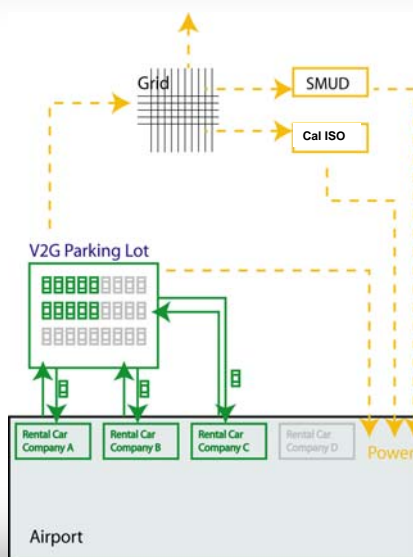 Grid
SMUD
Cal ISO
V2G Parking Lot
Rental Car
Company A
Rental Car
Company B
Rental Car
Company C
Rental Car
Company D
Power
Airport